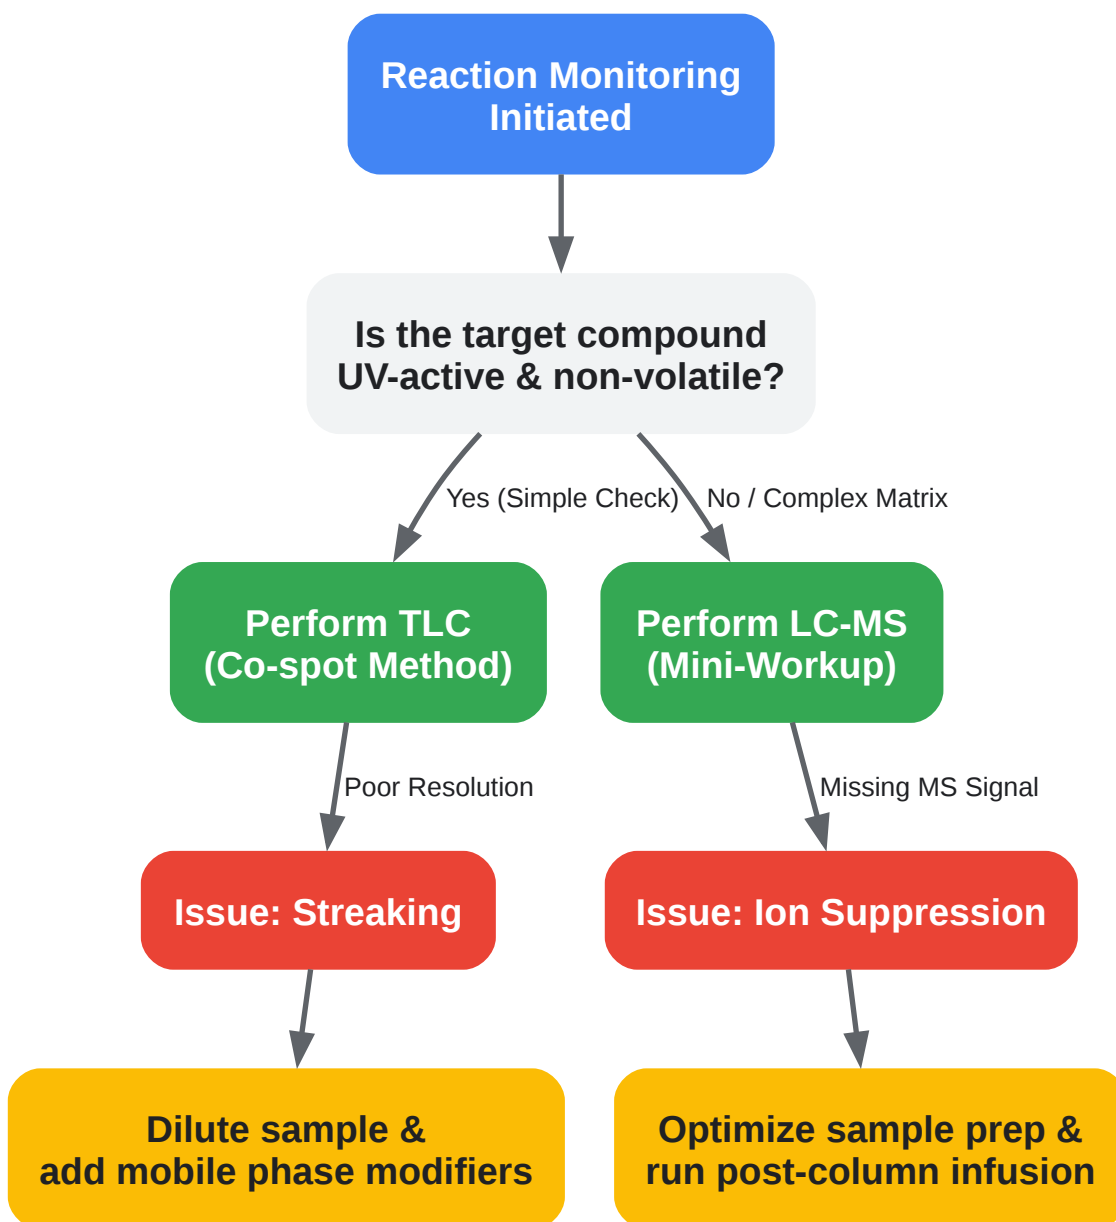 Reaction Monitoring
Initiated
Is the target compound
UV-active & non-volatile?
Yes (Simple Check)
No / Complex Matrix
Perform TLC
(Co-spot Method)
Perform LC-MS
(Mini-Workup)
Poor Resolution
Missing MS Signal
Issue: Streaking
Issue: Ion Suppression
Dilute sample &
add mobile phase modifiers
Optimize sample prep &
run post-column infusion